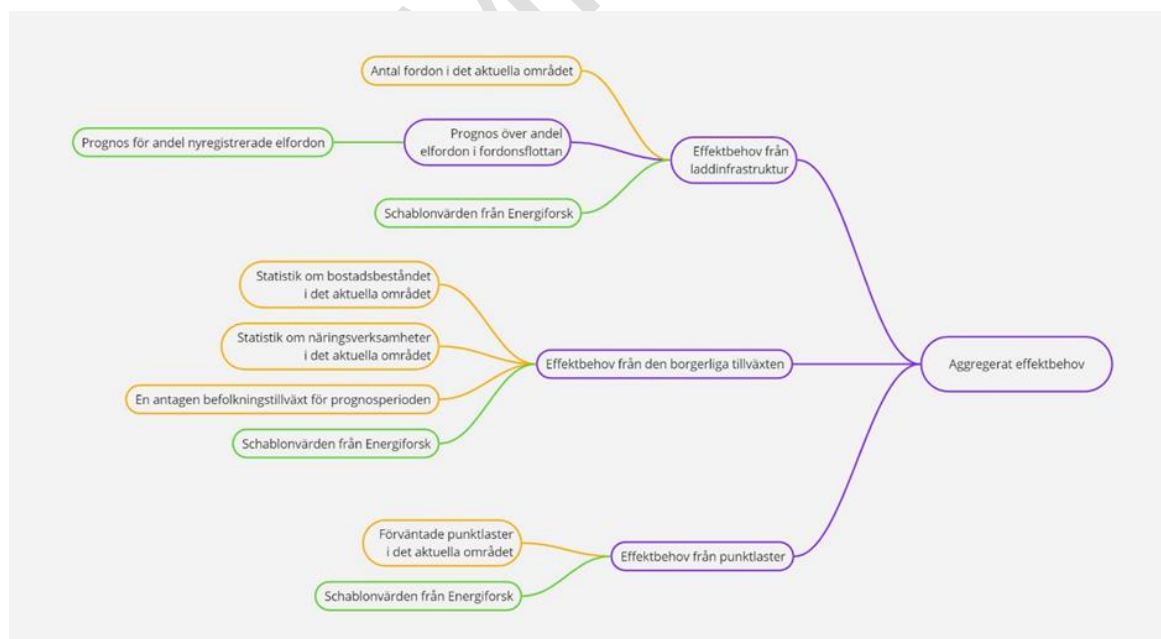 Antal fordon i det aktuella området
Prognos för andel nyregistrerade elfordon
Prognos över andel
elfordon i fordonsflottan
Effektbehov från
laddinfrastruktur
Schablonvärden från Energiforsk
Statistik om bostadsbeståndet
i det aktuella området
Statistik om näringsverksamheter
i det aktuella området
Effektbehov från den borgerliga tillväxten
Aggregerat effektbehov
En antagen befolkningstillväxt för prognosperioden
Schablonvärden från Energiforsk
Förväntade punktlaster
i det aktuella området
Effektbehov från punktlaster
Schablonvärden från Energiforsk